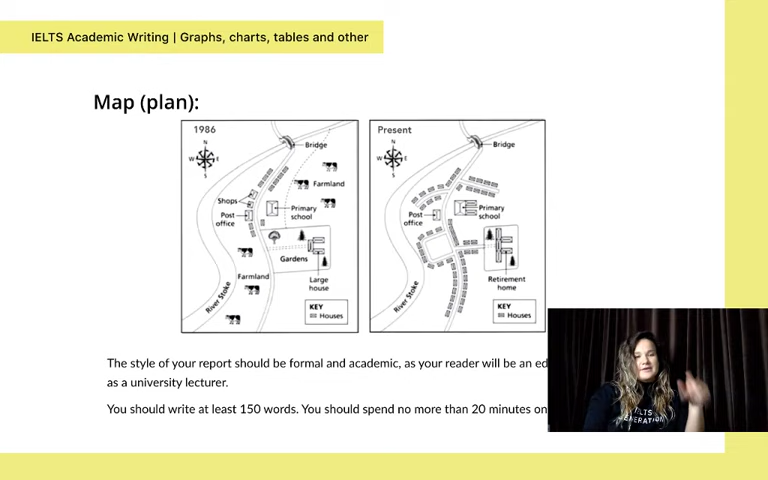 IELTS Academic Writing | Graphs, charts, tables and other
Map (plan):
1986
N
W E
S
Bridge
Farmland
Shops
Post office
Primary school
Gardens
Farmland
Large house
River Stoke
KEY
Houses
Present
N
W E
S
Bridge
Post office
Primary school
River Stoke
Retirement home
KEY
Houses
The style of your report should be formal and academic, as your reader will be an ed
as a university lecturer.
You should write at least 150 words. You should spend no more than 20 minutes on
IELTS
GENERATION